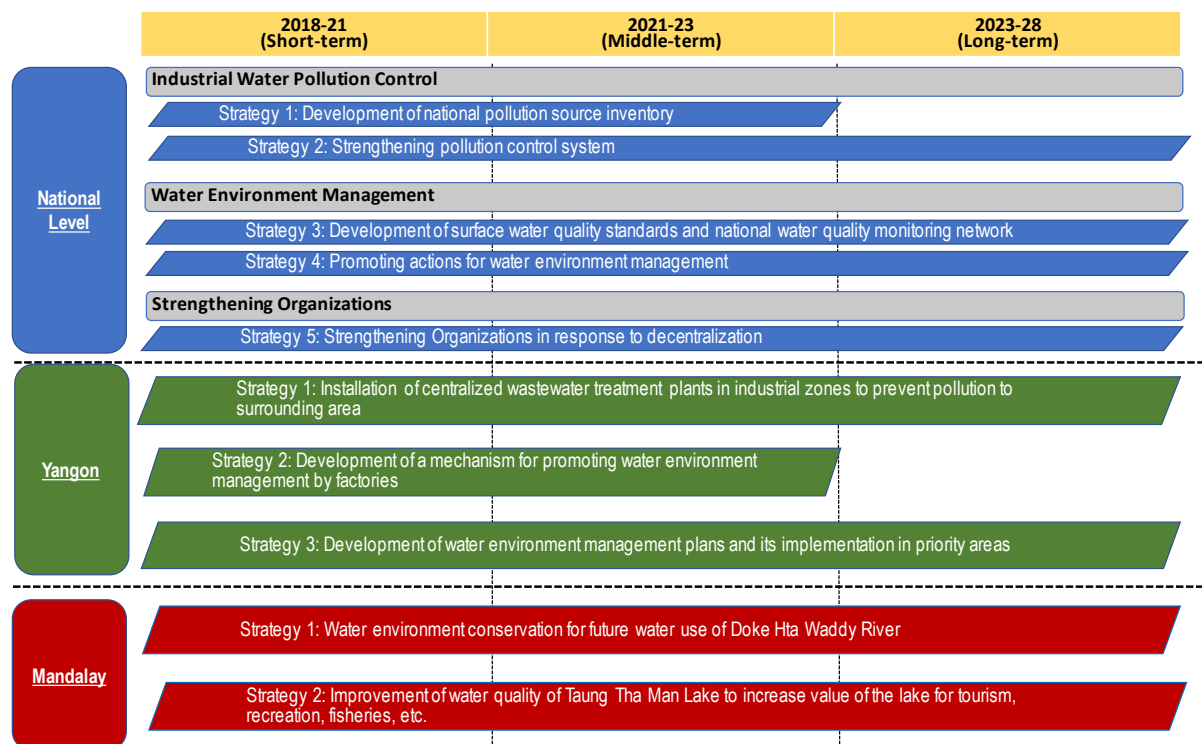 2018-21
(Short-term)
2021-23
(Middle-term)
2023-28
(Long-term)
National
Level
Industrial Water Pollution Control
Strategy 1: Development of national pollution source inventory
Strategy 2: Strengthening pollution control system
Water Environment Management
Strategy 3: Development of surface water quality standards and national water quality monitoring network
Strategy 4: Promoting actions for water environment management
Strengthening Organizations
Strategy 5: Strengthening Organizations in response to decentralization
Yangon
Strategy 1: Installation of centralized wastewater treatment plants in industrial zones to prevent pollution to
surrounding area
Strategy 2: Development of a mechanism for promoting water environment
management by factories
Strategy 3: Development of water environment management plans and its implementation in priority areas
Mandalay
Strategy 1: Water environment conservation for future water use of Doke Hta Waddy River
Strategy 2: Improvement of water quality of Taung Tha Man Lake to increase value of the lake for tourism,
recreation, fisheries, etc.